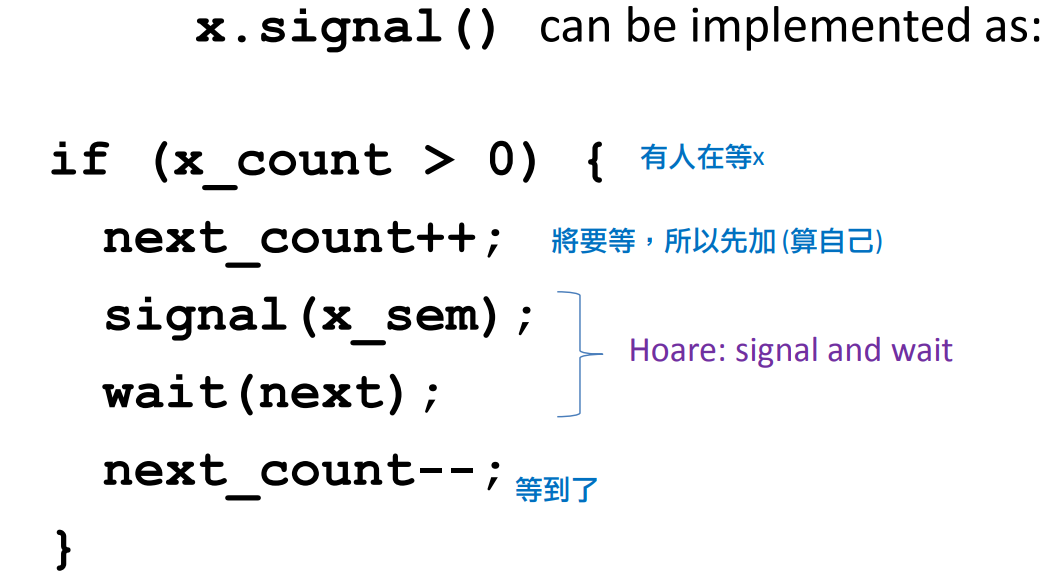 x.signal() can be implemented as:
if (x_count > 0) { 有人在等x
next_count++; 將要等，所以先加 (算自己)
signal(x_sem);
Hoare: signal and wait
wait(next);
next_count--; 等到了
}